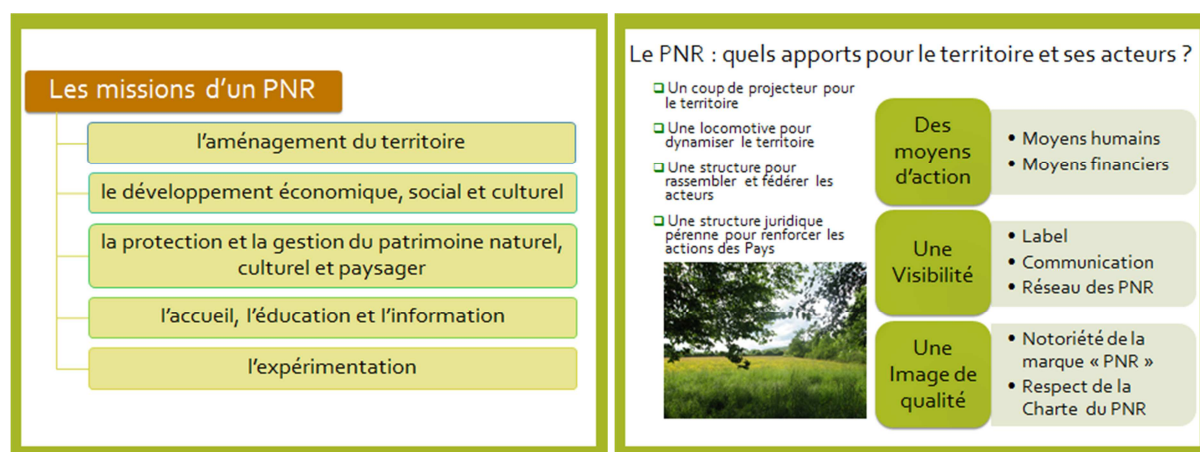 Les missions d'un PNR
l'aménagement du territoire
le développement économique, social et culturel
la protection et la gestion du patrimoine naturel,
culturel et paysager
l'accueil, l'éducation et l'information
l'expérimentation
Le PNR : quels apports pour le territoire et ses acteurs ?
Un coup de projecteur pour
le territoire
Une locomotive pour
dynamiser le territoire
Une structure pour
rassembler et fédérer les
acteurs
Une structure juridique
pérenne pour renforcer les
actions des Pays
Des
moyens
d'action
• Moyens humains
• Moyens financiers
Une
Visibilité
• Label
• Communication
• Réseau des PNR
Une
Image de
qualité
• Notoriété de la
marque « PNR »
• Respect de la
Charte du PNR